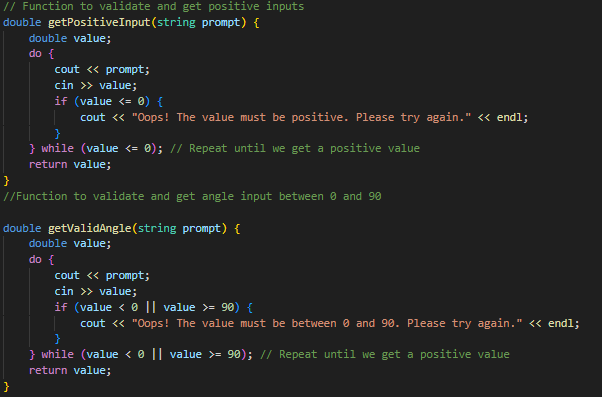 // Function to validate and get positive inputs
double getPositiveInput(string prompt) {
    double value;
    do {
        cout << prompt;
        cin >> value;
        if (value <= 0) {
            cout << "Oops! The value must be positive. Please try again." << endl;
        }
    } while (value <= 0); // Repeat until we get a positive value
    return value;
}
//Function to validate and get angle input between 0 and 90

double getValidAngle(string prompt) {
    double value;
    do {
        cout << prompt;
        cin >> value;
        if (value < 0 || value >= 90) {
            cout << "Oops! The value must be between 0 and 90. Please try again." << endl;
        }
    } while (value < 0 || value >= 90); // Repeat until we get a positive value
    return value;
}